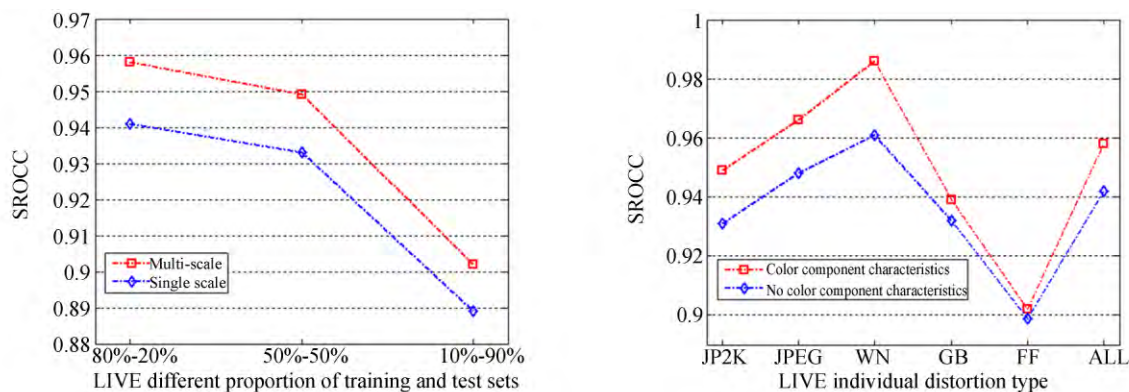 0.97
0.96
0.95
0.94
0.93
0.92
0.91
0.9
0.89
0.88
SROCC
Multi-scale
Single scale
80%-20% 50%-50% 10%-90%
LIVE different proportion of training and test sets
1
0.98
0.96
0.94
0.92
0.9
SROCC
Color component characteristics
No color component characteristics
JP2K JPEG WN GB FF ALL
LIVE individual distortion type